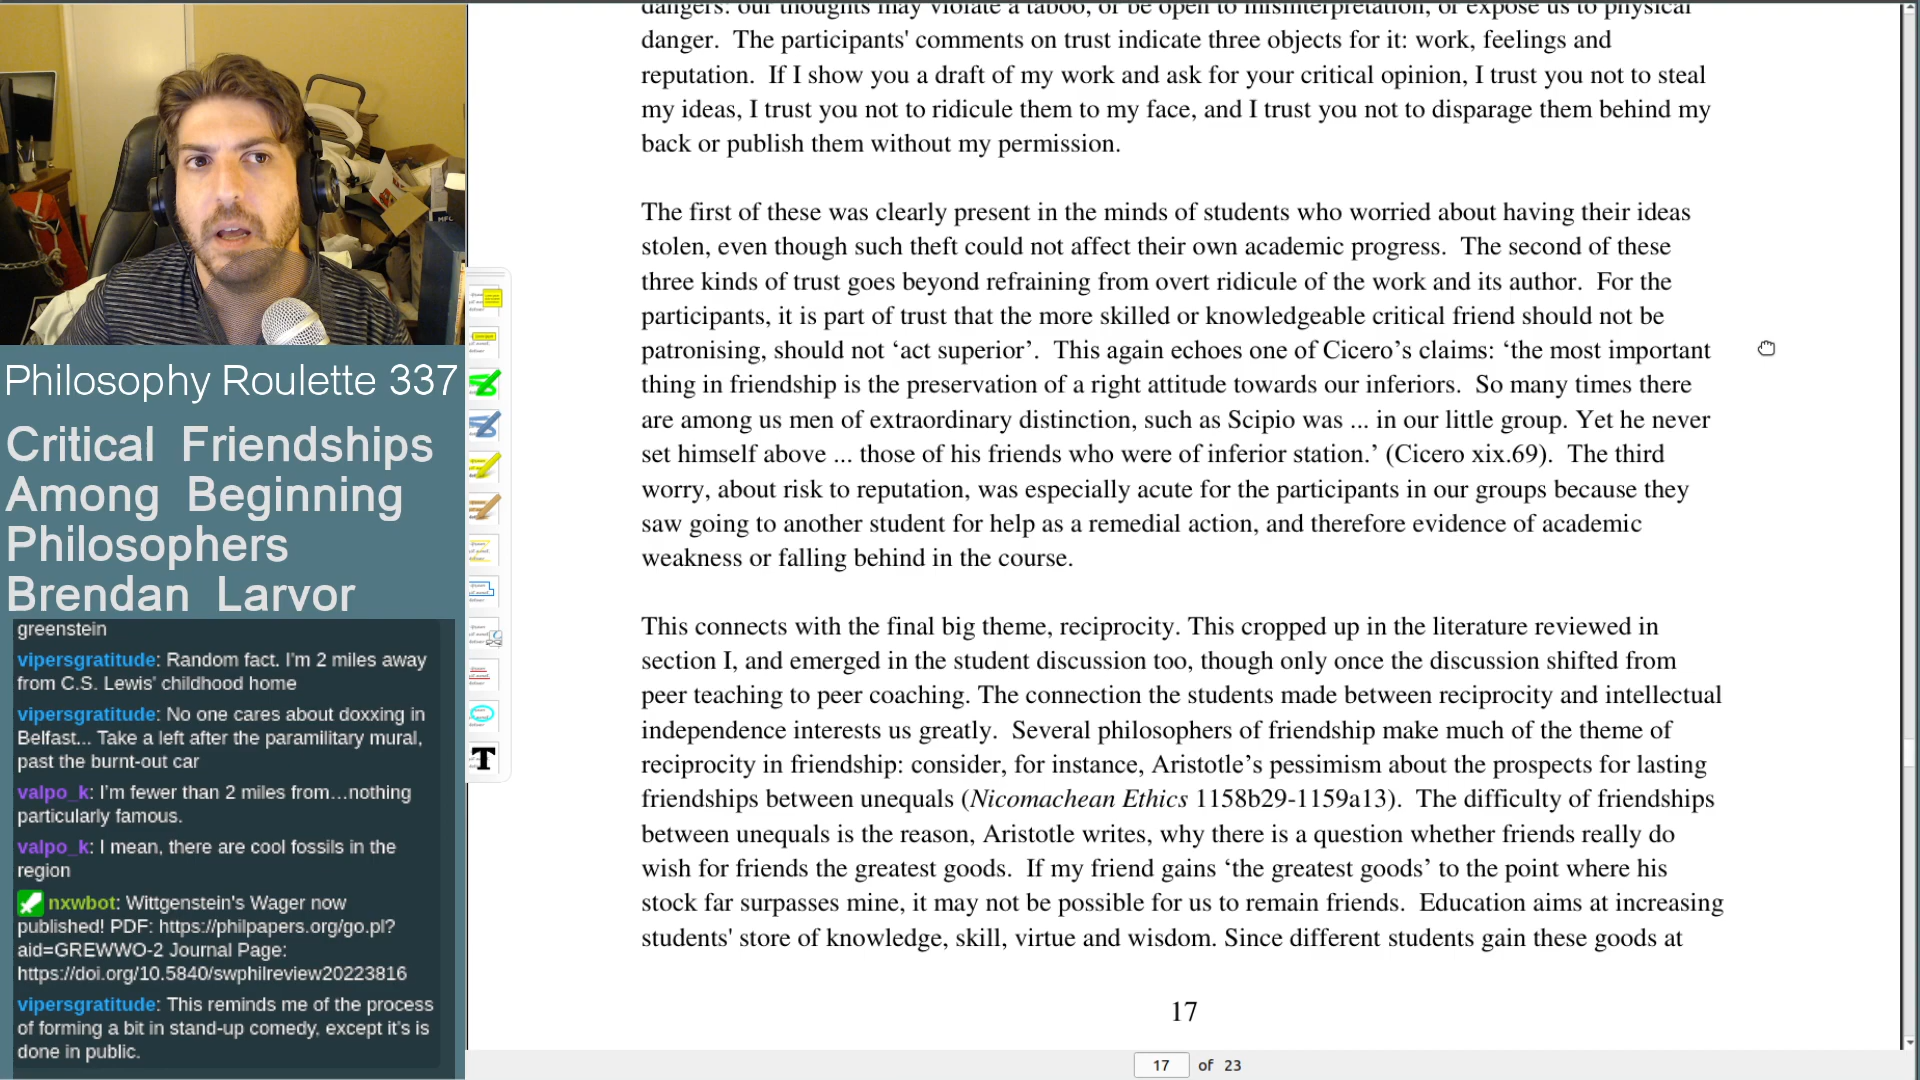 dangers: our thoughts may violate a taboo, or be open to misinterpretation, or expose us to physical
danger.  The participants' comments on trust indicate three objects for it: work, feelings and
reputation.  If I show you a draft of my work and ask for your critical opinion, I trust you not to steal
my ideas, I trust you not to ridicule them to my face, and I trust you not to disparage them behind my
back or publish them without my permission.
The first of these was clearly present in the minds of students who worried about having their ideas
stolen, even though such theft could not affect their own academic progress.  The second of these
three kinds of trust goes beyond refraining from overt ridicule of the work and its author.  For the
participants, it is part of trust that the more skilled or knowledgeable critical friend should not be
patronising, should not ‘act superior’.  This again echoes one of Cicero’s claims: ‘the most important
thing in friendship is the preservation of a right attitude towards our inferiors.  So many times there
are among us men of extraordinary distinction, such as Scipio was ... in our little group. Yet he never
set himself above ... those of his friends who were of inferior station.’ (Cicero xix.69).  The third
worry, about risk to reputation, was especially acute for the participants in our groups because they
saw going to another student for help as a remedial action, and therefore evidence of academic
weakness or falling behind in the course.
This connects with the final big theme, reciprocity. This cropped up in the literature reviewed in
section I, and emerged in the student discussion too, though only once the discussion shifted from
peer teaching to peer coaching. The connection the students made between reciprocity and intellectual
independence interests us greatly.  Several philosophers of friendship make much of the theme of
reciprocity in friendship: consider, for instance, Aristotle’s pessimism about the prospects for lasting
friendships between unequals (Nicomachean Ethics 1158b29-1159a13).  The difficulty of friendships
between unequals is the reason, Aristotle writes, why there is a question whether friends really do
wish for friends the greatest goods.  If my friend gains ‘the greatest goods’ to the point where his
stock far surpasses mine, it may not be possible for us to remain friends.  Education aims at increasing
students' store of knowledge, skill, virtue and wisdom. Since different students gain these goods at
17
17 of 23
T
Philosophy Roulette 337
Critical Friendships
Among Beginning
Philosophers
Brendan Larvor
greenstein
vipersgratitude: Random fact. I'm 2 miles away
from C.S. Lewis' childhood home
vipersgratitude: No one cares about doxxing in
Belfast... Take a left after the paramilitary mural,
past the burnt-out car
valpo_k: I'm fewer than 2 miles from…nothing
particularly famous.
valpo_k: I mean, there are cool fossils in the
region
nxwbot: Wittgenstein's Wager now
published! PDF: https://philpapers.org/go.pl?
aid=GREWWO-2 Journal Page:
https://doi.org/10.5840/swphilreview20223816
vipersgratitude: This reminds me of the process
of forming a bit in stand-up comedy, except it's is
done in public.